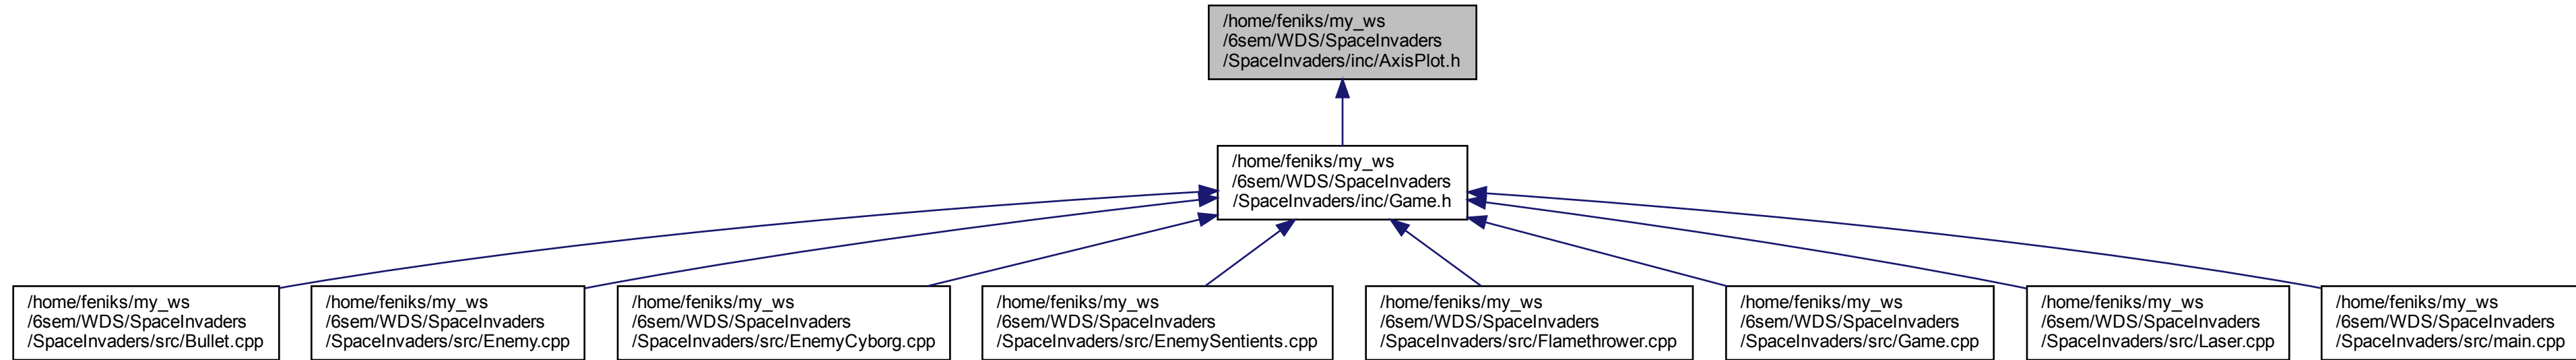 /home/feniks/my_ws
/6sem/WDS/SpaceInvaders
/SpaceInvaders/inc/AxisPlot.h
/home/feniks/my_ws
/6sem/WDS/SpaceInvaders
/SpaceInvaders/inc/Game.h
/home/feniks/my_ws
/6sem/WDS/SpaceInvaders
/SpaceInvaders/src/Bullet.cpp
/home/feniks/my_ws
/6sem/WDS/SpaceInvaders
/SpaceInvaders/src/Enemy.cpp
/home/feniks/my_ws
/6sem/WDS/SpaceInvaders
/SpaceInvaders/src/EnemyCyborg.cpp
/home/feniks/my_ws
/6sem/WDS/SpaceInvaders
/SpaceInvaders/src/EnemySentients.cpp
/home/feniks/my_ws
/6sem/WDS/SpaceInvaders
/SpaceInvaders/src/Flamethrower.cpp
/home/feniks/my_ws
/6sem/WDS/SpaceInvaders
/SpaceInvaders/src/Game.cpp
/home/feniks/my_ws
/6sem/WDS/SpaceInvaders
/SpaceInvaders/src/Laser.cpp
/home/feniks/my_ws
/6sem/WDS/SpaceInvaders
/SpaceInvaders/src/main.cpp